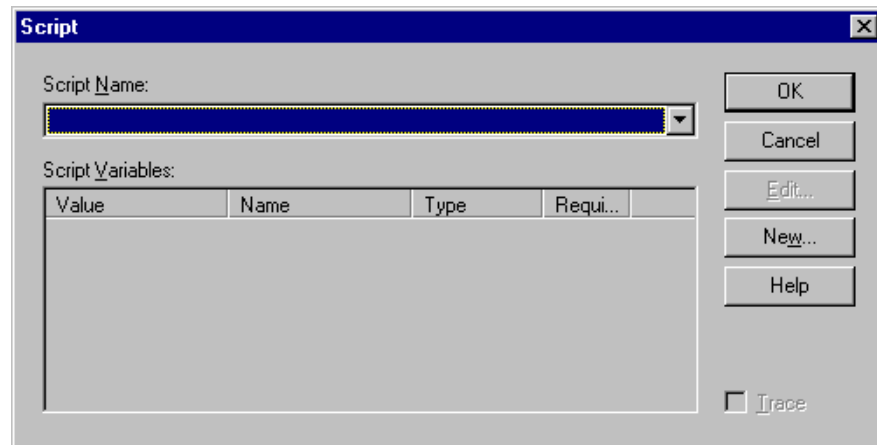 Script
Script Name:
OK
Cancel
Script Variables:
Edit...
Value Name Type Requi...
New...
Help
Trace